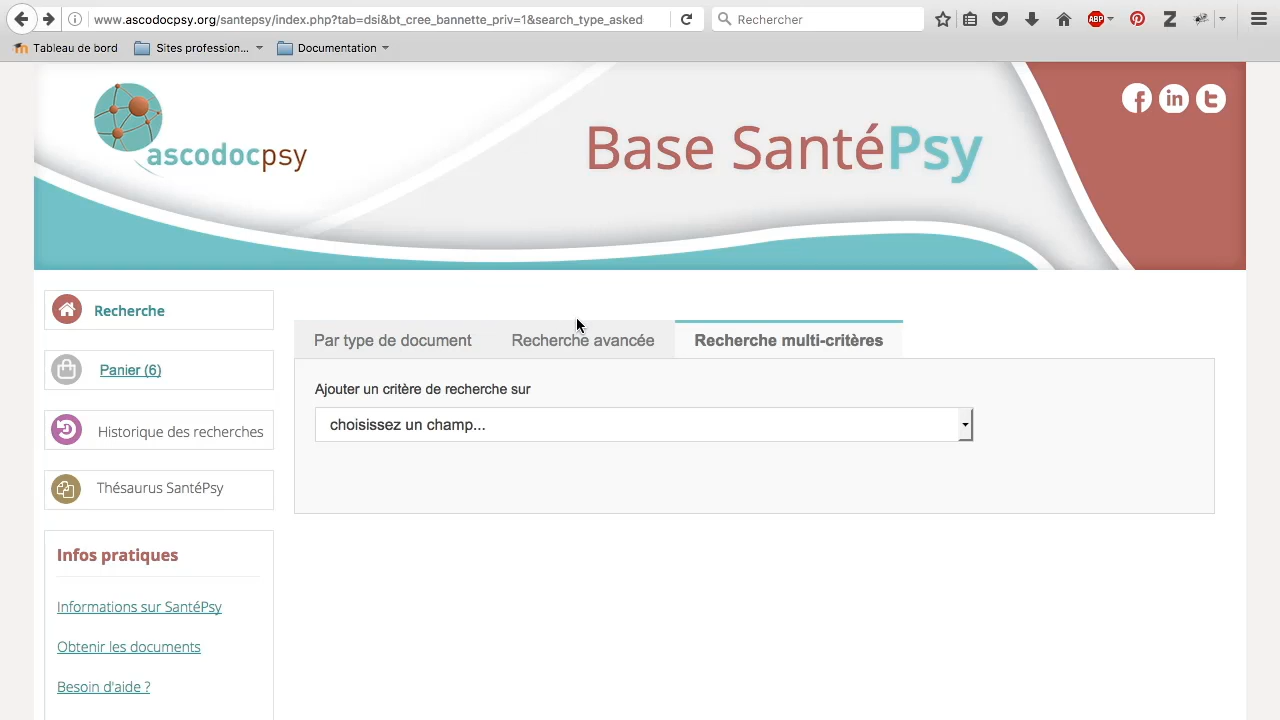 www.ascodocpsy.org/santepsy/index.php?tab=dsi&bt_cree_bannette_priv=1&search_type_asked
Rechercher
ABP
Tableau de bord
Sites profession...
Documentation
ascodocpsy
Base SantéPsy
Recherche
Panier (6)
Historique des recherches
Thésaurus SantéPsy
Infos pratiques
Informations sur SantéPsy
Obtenir les documents
Besoin d'aide ?
Par type de document
Recherche avancée
Recherche multi-critères
Ajouter un critère de recherche sur
choisissez un champ...